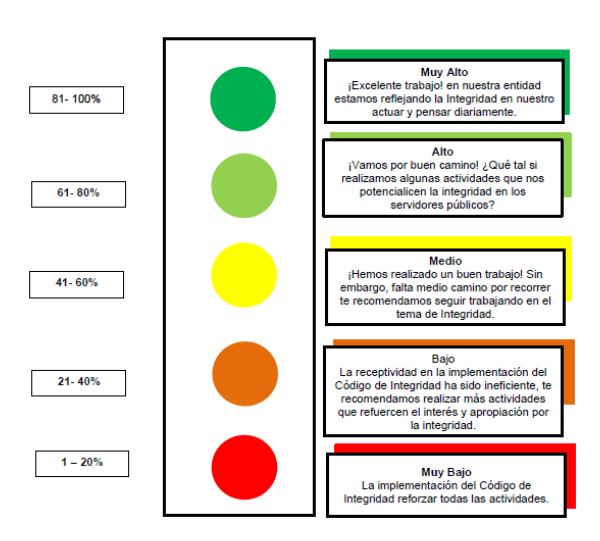 81- 100%
Muy Alto
¡Excelente trabajo! en nuestra entidad
estamos reflejando la Integridad en nuestro
actuar y pensar diariamente.
61- 80%
Alto
¡Vamos por buen camino! ¿Qué tal si
realizamos algunas actividades que nos
potencialicen la integridad en los
servidores públicos?
41- 60%
Medio
¡Hemos realizado un buen trabajo! Sin
embargo, falta medio camino por recorrer
te recomendamos seguir trabajando en el
tema de Integridad.
21- 40%
Bajo
La receptividad en la implementación del
Código de Integridad ha sido ineficiente, te
recomendamos realizar más actividades
que refuercen el interés y apropiación por
la integridad.
1 – 20%
Muy Bajo
La implementación del Código de
Integridad reforzar todas las actividades.